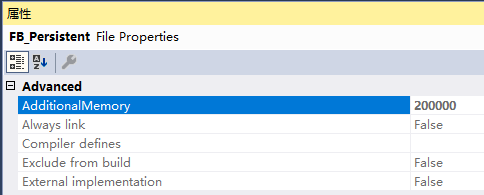 属性
FB_Persistent File Properties
Advanced
AdditionalMemory 200000
Always link False
Compiler defines
Exclude from build False
External implementation False